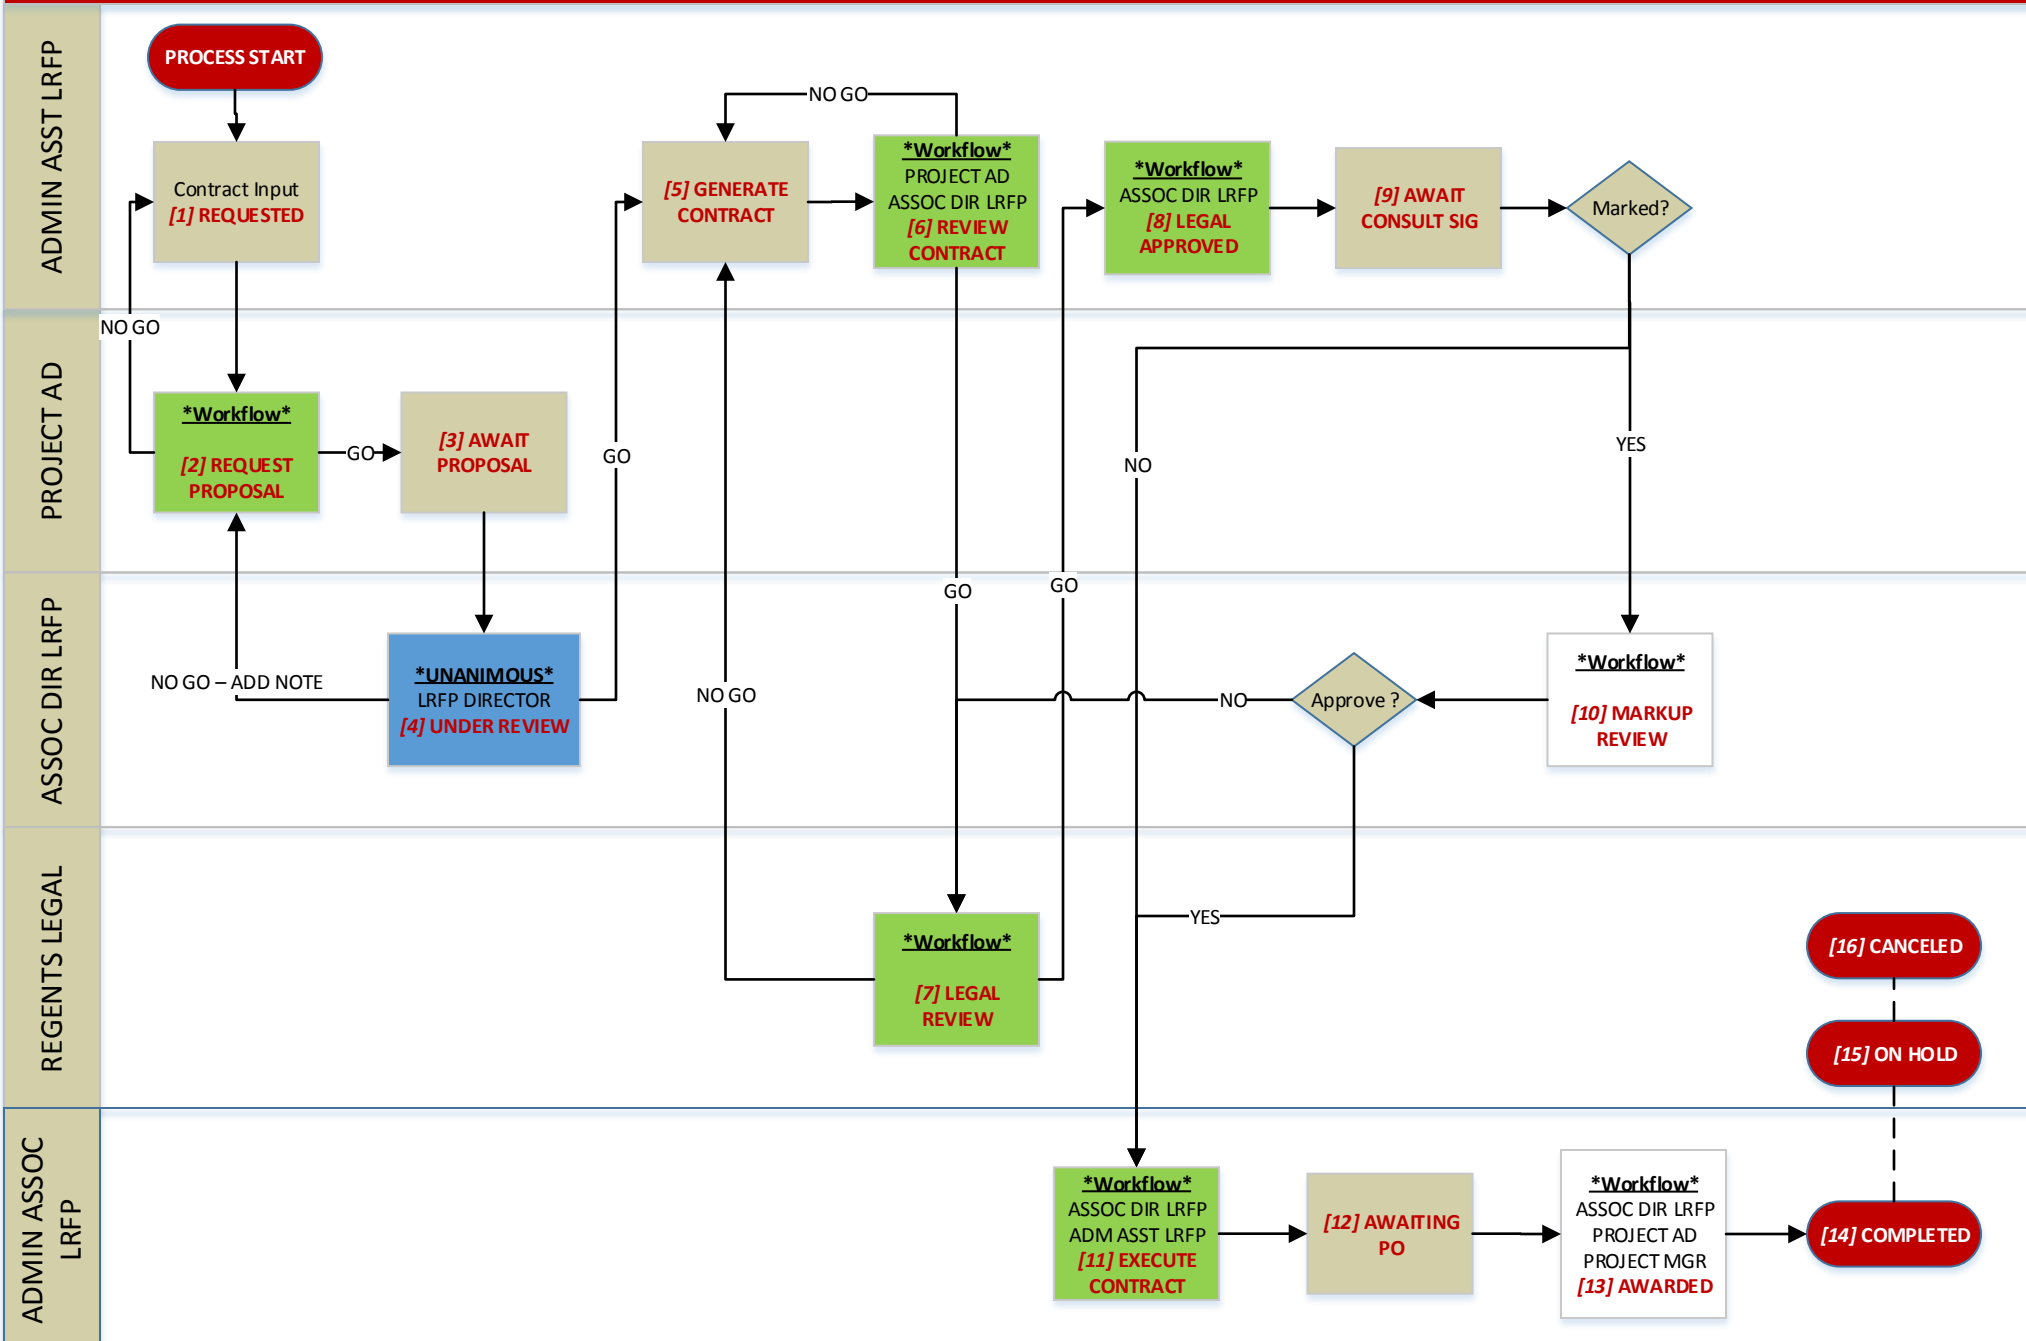 ADMIN ASST LRFP
PROCESS START
Contract Input
[1] REQUESTED
NO GO
[5] GENERATE
CONTRACT
NO GO
*Workflow*
PROJECT AD
ASSOC DIR LRFP
[6] REVIEW
CONTRACT
*Workflow*
ASSOC DIR LRFP
[8] LEGAL
APPROVED
[9] AWAIT
CONSULT SIG
Marked?
PROJECT AD
*Workflow*
[2] REQUEST
PROPOSAL
GO
[3] AWAIT
PROPOSAL
GO
NO
YES
ASSOC DIR LRFP
NO GO – ADD NOTE
*UNANIMOUS*
LRFP DIRECTOR
[4] UNDER REVIEW
NO GO
GO
GO
NO
Approve ?
*Workflow*
[10] MARKUP
REVIEW
REGENTS LEGAL
*Workflow*
[7] LEGAL
REVIEW
YES
[16] CANCELED
[15] ON HOLD
ADMIN ASSOC
LRFP
*Workflow*
ASSOC DIR LRFP
ADM ASST LRFP
[11] EXECUTE
CONTRACT
[12] AWAITING
PO
*Workflow*
ASSOC DIR LRFP
PROJECT AD
PROJECT MGR
[13] AWARDED
[14] COMPLETED